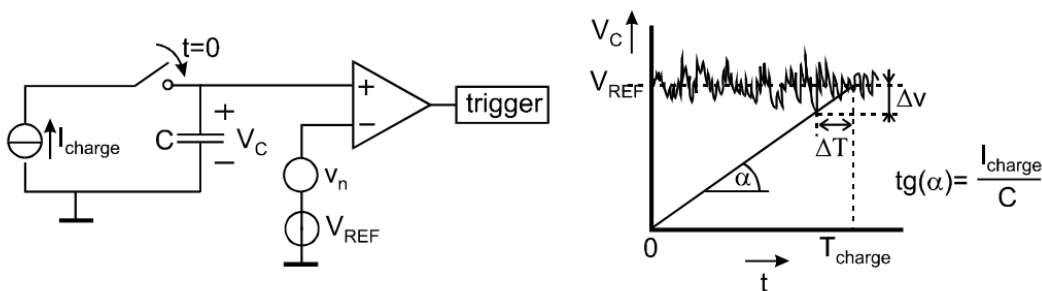 t=0
I_charge
C
+
V_C
−
+
−
trigger
v_n
V_REF
V_C
V_REF
Δv
ΔT
α
tg(α)= I_charge / C
0
T_charge
t